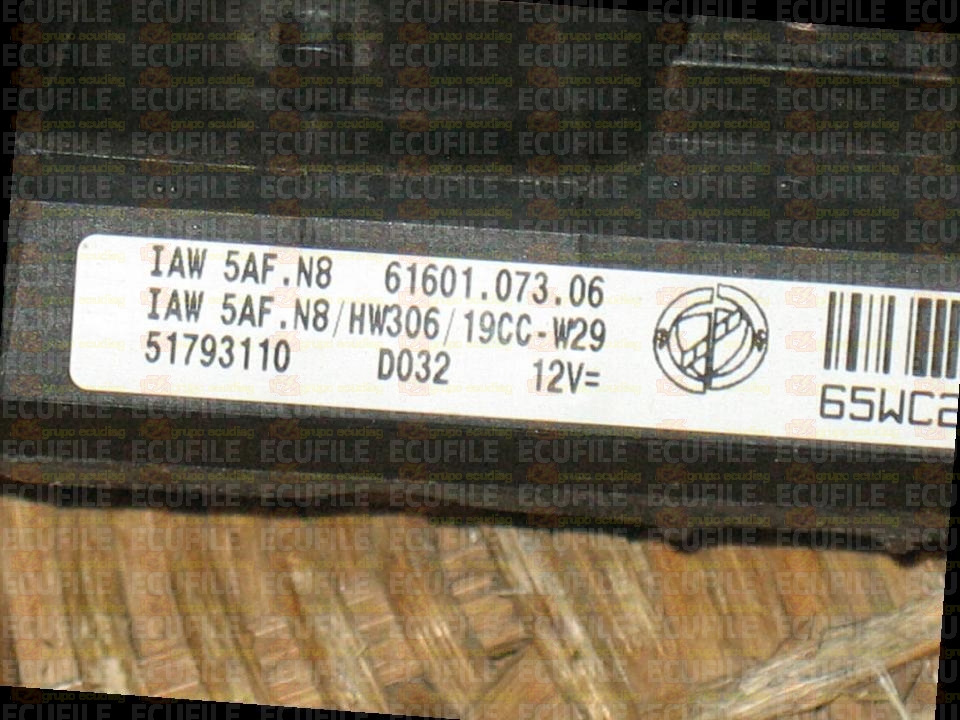 IAW 5AF.N8 61601.073.06
IAW 5AF.N8/HW306/19CC-W29
51793110 D032 12V=
65WC2
ECUFILE
grupo ecudiag